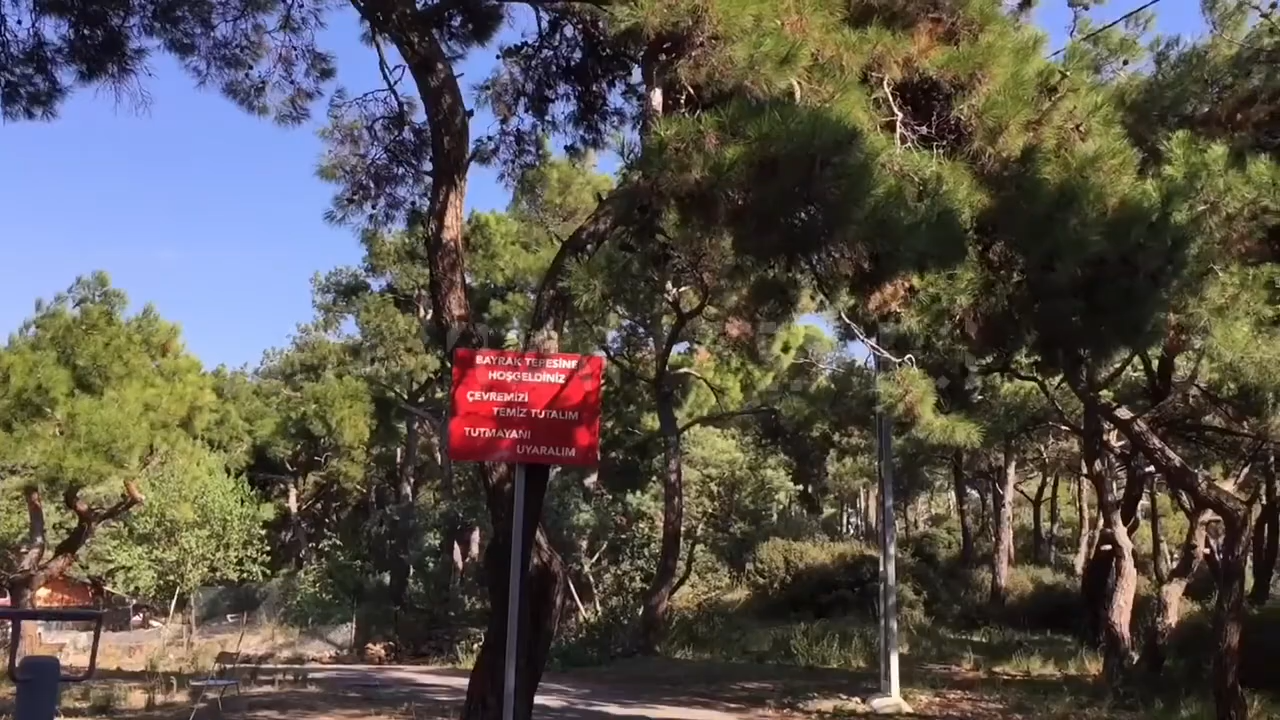 BAYRAK TEPESİNE
HOŞGELDİNİZ
ÇEVREMİZİ
TEMİZ TUTALIM
TUTMAYANI
UYARALIM